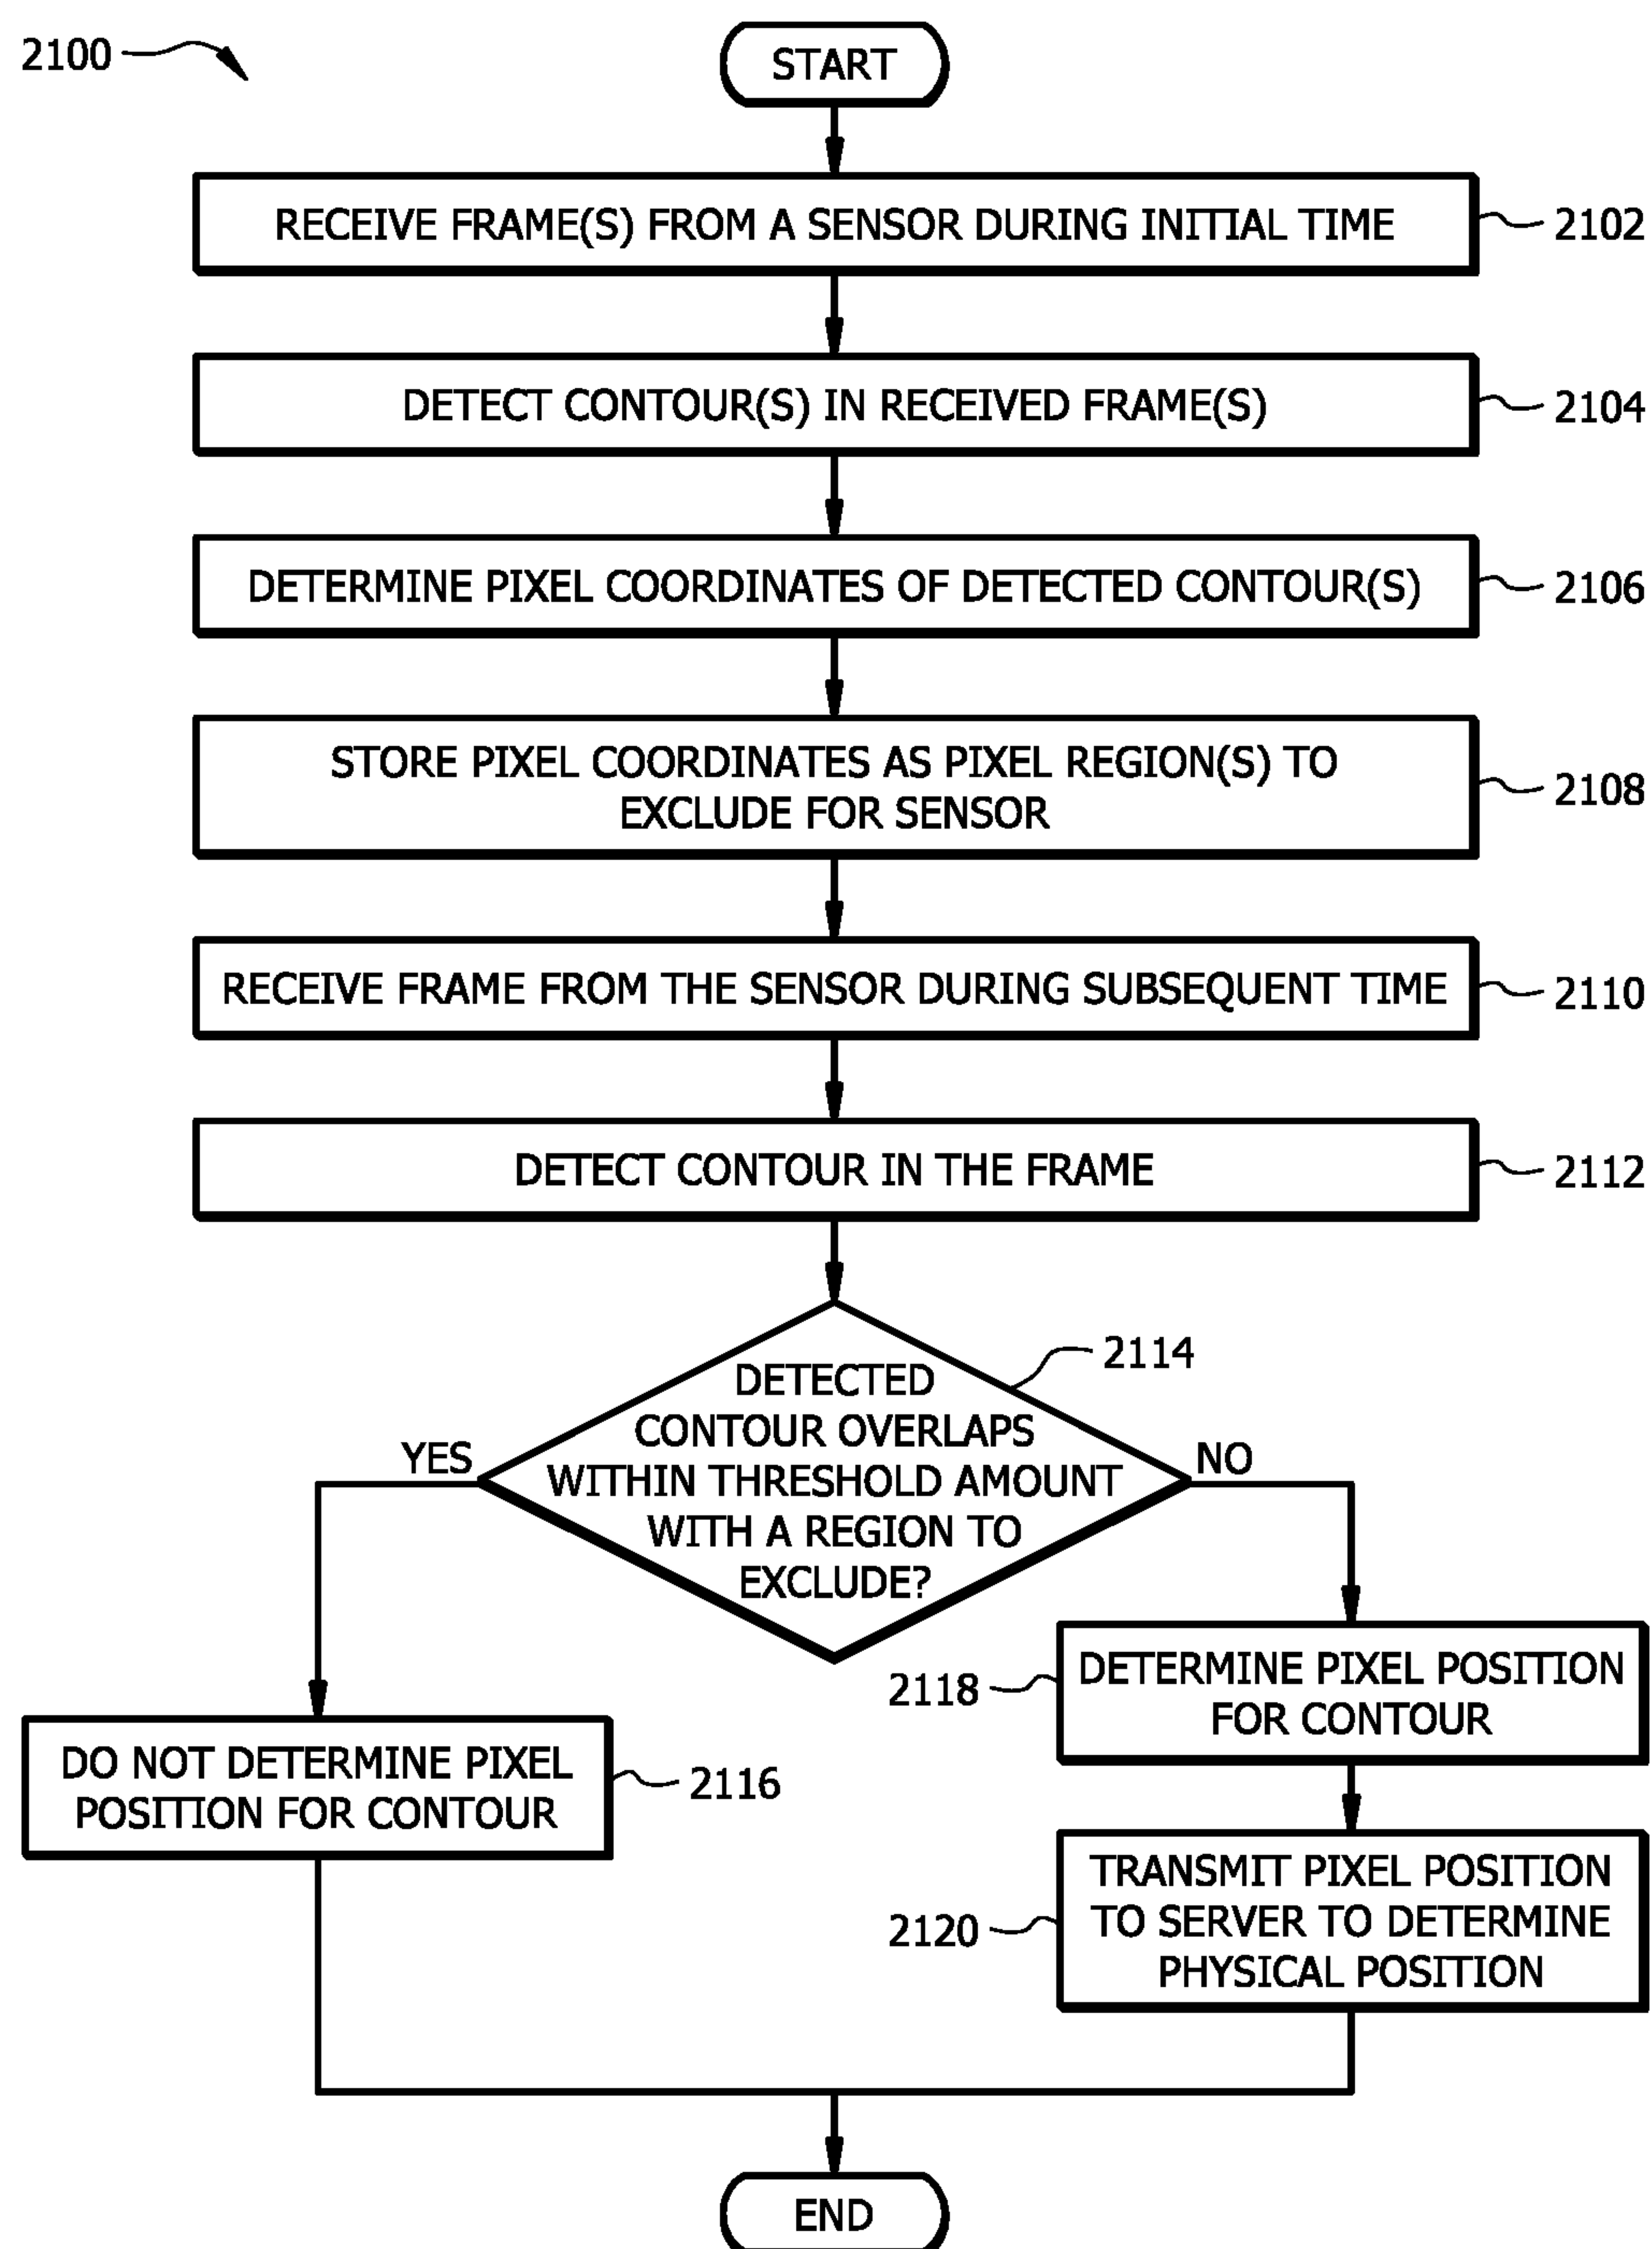 2100
START
RECEIVE FRAME(S) FROM A SENSOR DURING INITIAL TIME
2102
DETECT CONTOUR(S) IN RECEIVED FRAME(S)
2104
DETERMINE PIXEL COORDINATES OF DETECTED CONTOUR(S)
2106
STORE PIXEL COORDINATES AS PIXEL REGION(S) TO
EXCLUDE FOR SENSOR
2108
RECEIVE FRAME FROM THE SENSOR DURING SUBSEQUENT TIME
2110
DETECT CONTOUR IN THE FRAME
2112
DETECTED
CONTOUR OVERLAPS
WITHIN THRESHOLD AMOUNT
WITH A REGION TO
EXCLUDE?
2114
YES
NO
DO NOT DETERMINE PIXEL
POSITION FOR CONTOUR
2116
DETERMINE PIXEL POSITION
FOR CONTOUR
2118
TRANSMIT PIXEL POSITION
TO SERVER TO DETERMINE
PHYSICAL POSITION
2120
END